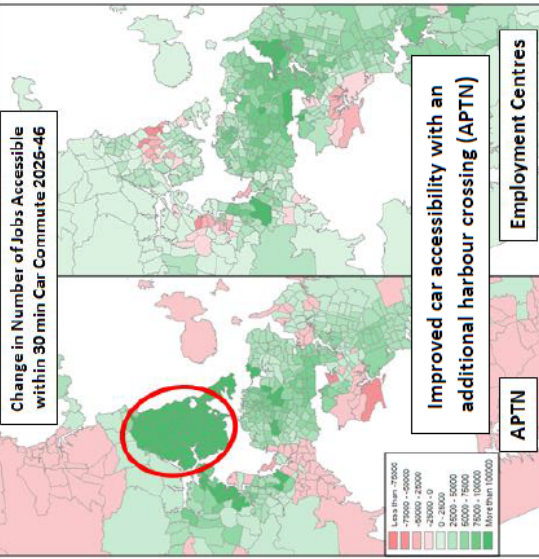 Change in Number of Jobs Accessible
within 30 min Car Commute 2026-46
Improved car accessibility with an
additional harbour crossing (APTN)
APTN
Employment Centres
Less than -75000
-75000 - -50000
-50000 - -25000
-25000 - 0
0 - 25000
25000 - 50000
50000 - 75000
75000 - 100000
More than 100000